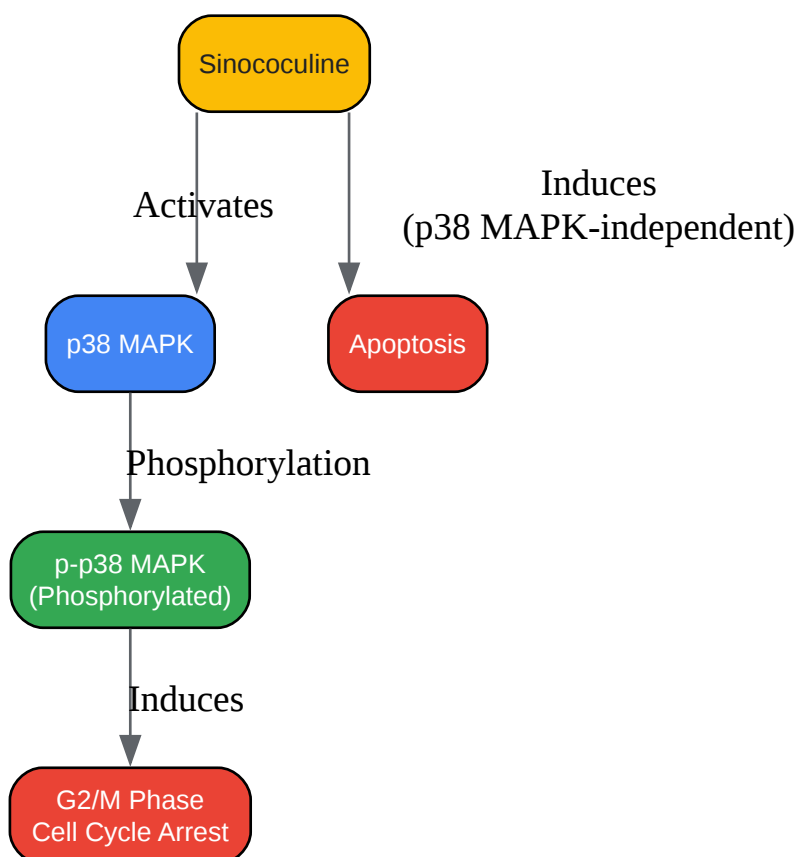 Sinococuline
Activates
Induces
(p38 MAPK-independent)
p38 MAPK
Apoptosis
Phosphorylation
p-p38 MAPK
(Phosphorylated)
Induces
G2/M Phase
Cell Cycle Arrest